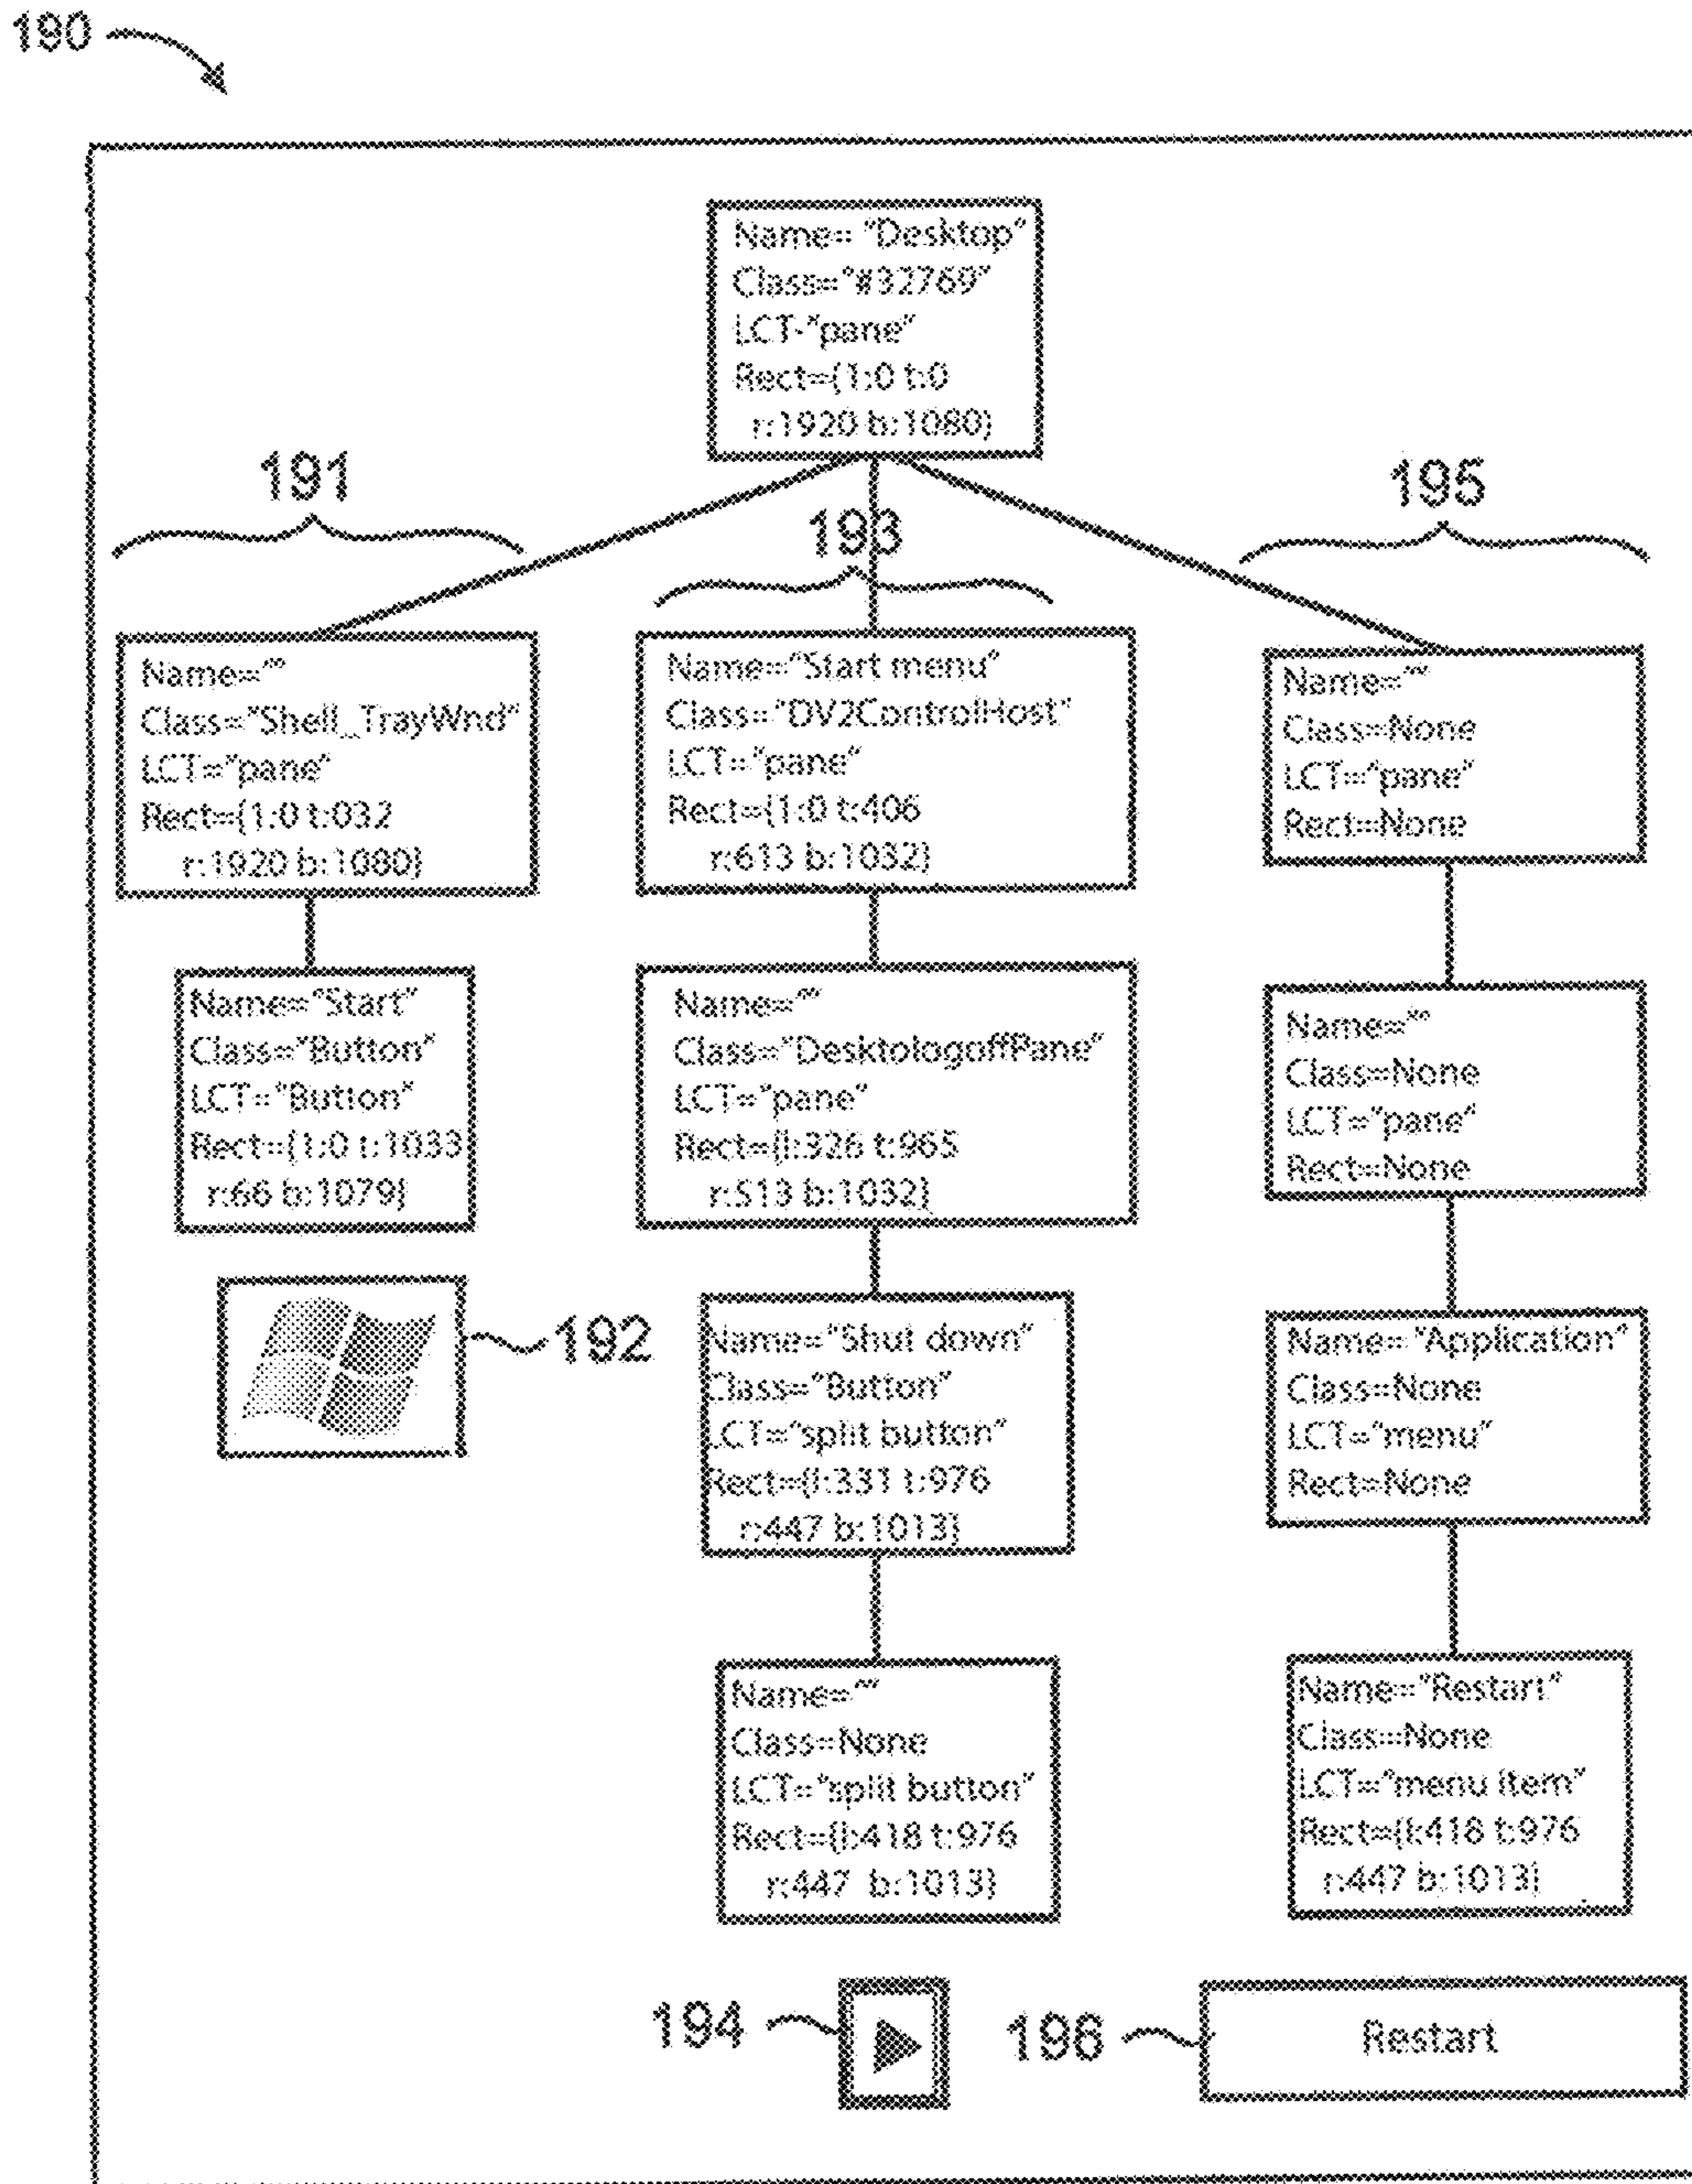 190
Name= "Desktop"
Class="#32769"
LCT-"pane"
Rect={1:0 t:0
r:1920 b:1080}
191
193
195
Name=""
Class="Shell_TrayWnd"
LCT="pane"
Rect={1:0 t:032
r:1920 b:1080}
Name="Start"
Class="Button"
LCT="Button"
Rect={1:0 t:1033
r:66 b:1079}
192
Name="Start menu"
Class="DV2ControlHost"
LCT="pane"
Rect={1:0 t:406
r:613 b:1032}
Name=""
Class="DesktologoffPane"
LCT="pane"
Rect={l:326 t:965
r:513 b:1032}
Name="Shut down"
Class="Button"
LCT="split button"
Rect={l:331 t:976
r:447 b:1013}
Name=""
Class=None
LCT="split button"
Rect={l:418 t:976
r:447 b:1013}
194
Name=""
Class=None
LCT="pane"
Rect=None
Name=""
Class=None
LCT="pane"
Rect=None
Name="Application"
Class=None
LCT="menu"
Rect=None
Name="Restart"
Class=None
LCT="menu item"
Rect={l:418 t:976
r:447 b:1013}
196
Restart